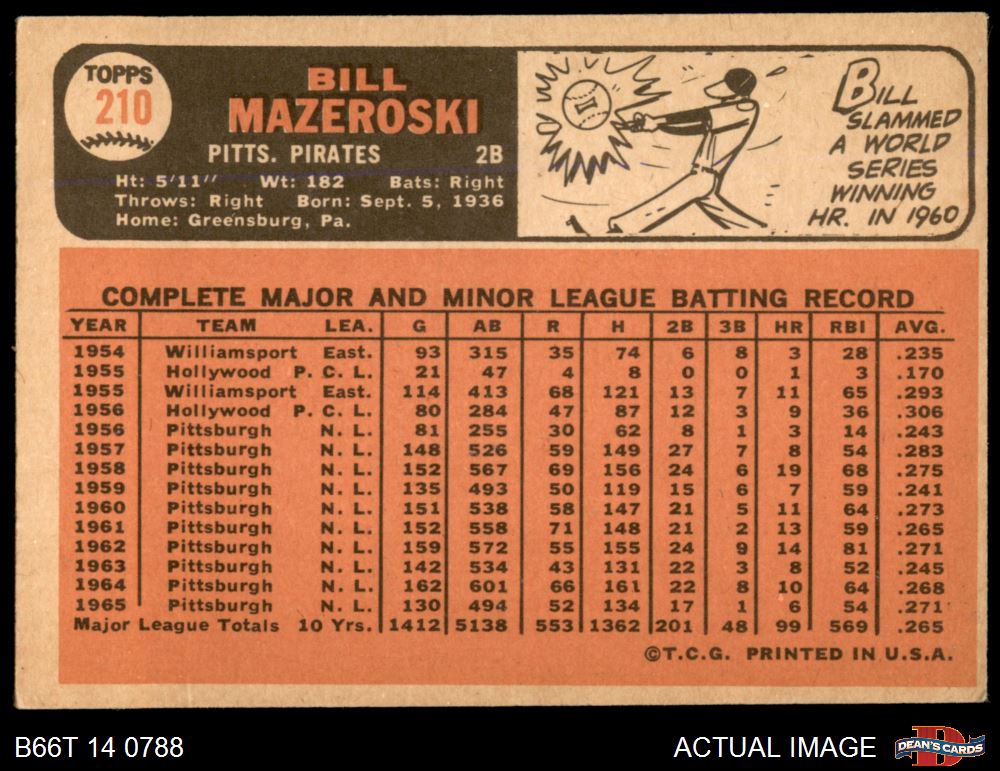 TOPPS
210
BILL
MAZEROSKI
PITTS. PIRATES 2B
Ht: 5'11" Wt: 182 Bats: Right
Throws: Right Born: Sept. 5, 1936
Home: Greensburg, Pa.
BILL
SLAMMED
A WORLD
SERIES
WINNING
HR. IN 1960
COMPLETE MAJOR AND MINOR LEAGUE BATTING RECORD
YEAR TEAM LEA. G AB R H 2B 3B HR RBI AVG.
1954 Williamsport East. 93 315 35 74 6 8 3 28 .235
1955 Hollywood P. C. L. 21 47 4 8 0 0 1 3 .170
1955 Williamsport East. 114 413 68 121 13 7 11 65 .293
1956 Hollywood P. C. L. 80 284 47 87 12 3 9 36 .306
1956 Pittsburgh N. L. 81 255 30 62 8 1 3 14 .243
1957 Pittsburgh N. L. 148 526 59 149 27 7 8 54 .283
1958 Pittsburgh N. L. 152 567 69 156 24 6 19 68 .275
1959 Pittsburgh N. L. 135 493 50 119 15 6 7 59 .241
1960 Pittsburgh N. L. 151 538 58 147 21 5 11 64 .273
1961 Pittsburgh N. L. 152 558 71 148 21 2 13 59 .265
1962 Pittsburgh N. L. 159 572 55 155 24 9 14 81 .271
1963 Pittsburgh N. L. 142 534 43 131 22 3 8 52 .245
1964 Pittsburgh N. L. 162 601 66 161 22 8 10 64 .268
1965 Pittsburgh N. L. 130 494 52 134 17 1 6 54 .271
Major League Totals 10 Yrs. 1412 5138 553 1362 201 48 99 569 .265
©T.C.G. PRINTED IN U.S.A.
B66T 14 0788 ACTUAL IMAGE DEAN'S CARDS